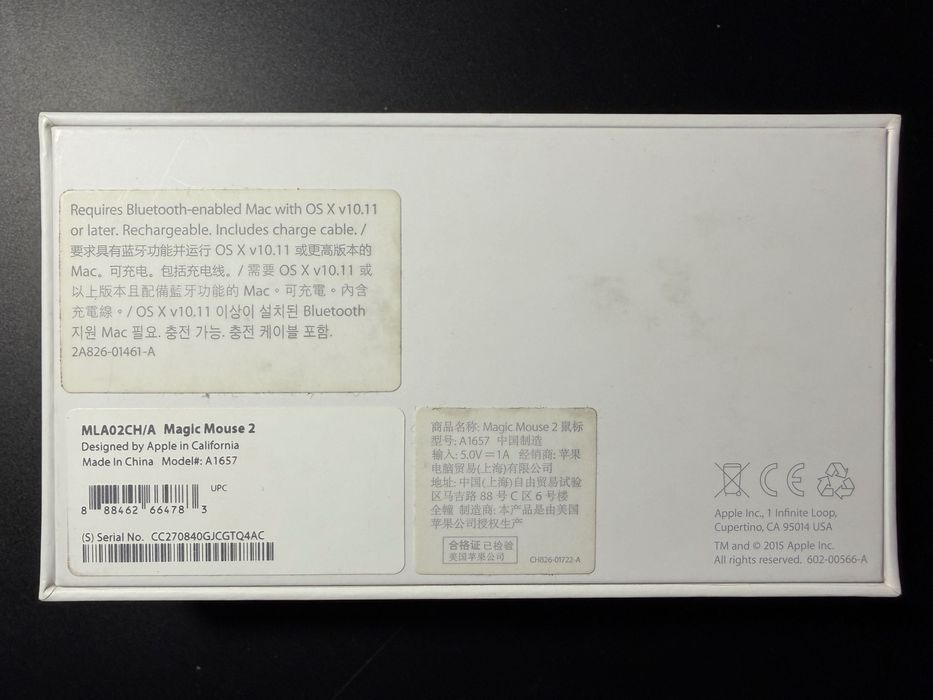 Requires Bluetooth-enabled Mac with OS X v10.11
or later. Rechargeable. Includes charge cable. /
要求具有蓝牙功能并运行 OS X v10.11 或更高版本的
Mac。可充电。包括充电线。/ 需要 OS X v10.11 或
以上版本且配備藍牙功能的 Mac。可充電。內含
充電線。/ OS X v10.11 이상이 설치된 Bluetooth
지원 Mac 필요. 충전 가능. 충전 케이블 포함.
2A826-01461-A
MLA02CH/A Magic Mouse 2
Designed by Apple in California
Made In China Model#: A1657
UPC
8 88462 66478 3
(S) Serial No. CC270840GJCGTQ4AC
商品名称: Magic Mouse 2 鼠标
型号: A1657 中国制造
输入: 5.0V⎓1A 经销商: 苹果
电脑贸易(上海)有限公司
地址: 中国(上海)自由贸易试验
区马吉路 88 号 C 区 6 号楼
全幢 制造商: 本产品是由美国
苹果公司授权生产
合格证 已检验
美国苹果公司
CH826-01722-A
CE
Apple Inc., 1 Infinite Loop,
Cupertino, CA 95014 USA
TM and © 2015 Apple Inc.
All rights reserved. 602-00566-A